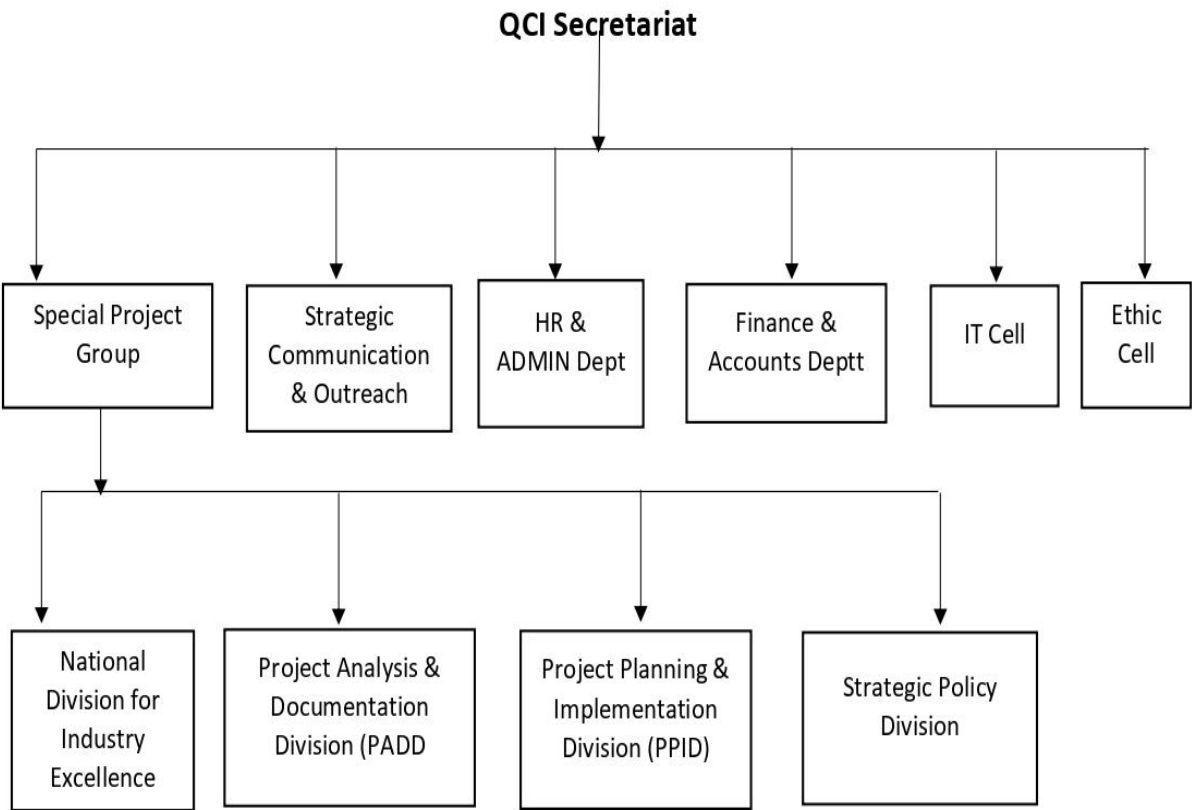 QCI Secretariat
Special Project
Group
Strategic
Communication
& Outreach
HR &
ADMIN Dept
Finance &
Accounts Deptt
IT Cell
Ethic
Cell
National
Division for
Industry
Excellence
Project Analysis &
Documentation
Division (PADD
Project Planning &
Implementation
Division (PPID)
Strategic Policy
Division